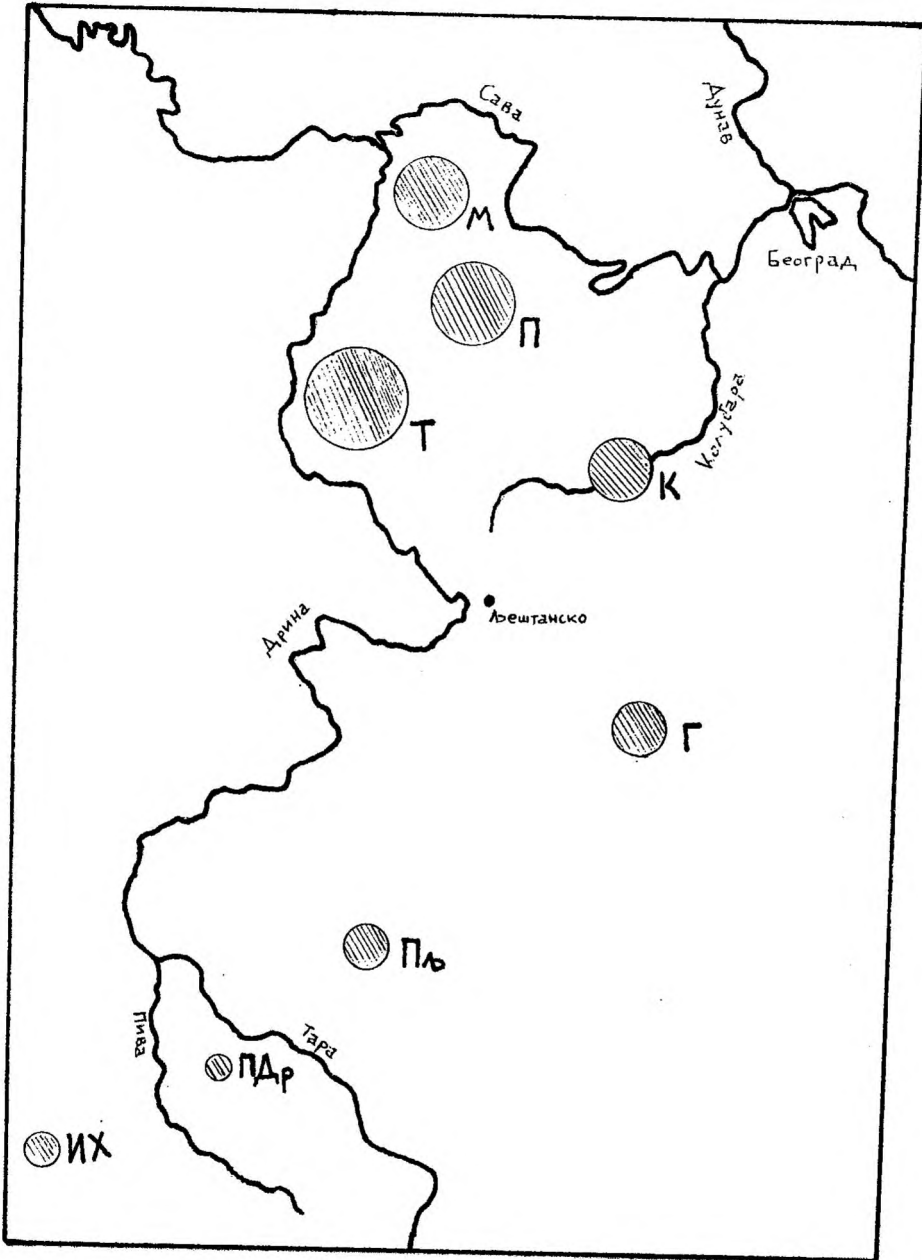 Сава
Дунав
М
Београд
П
Колубара
Т
К
Љештанско
Дрина
Г
Пљ
Пива
Тара
ПДр
ИХ